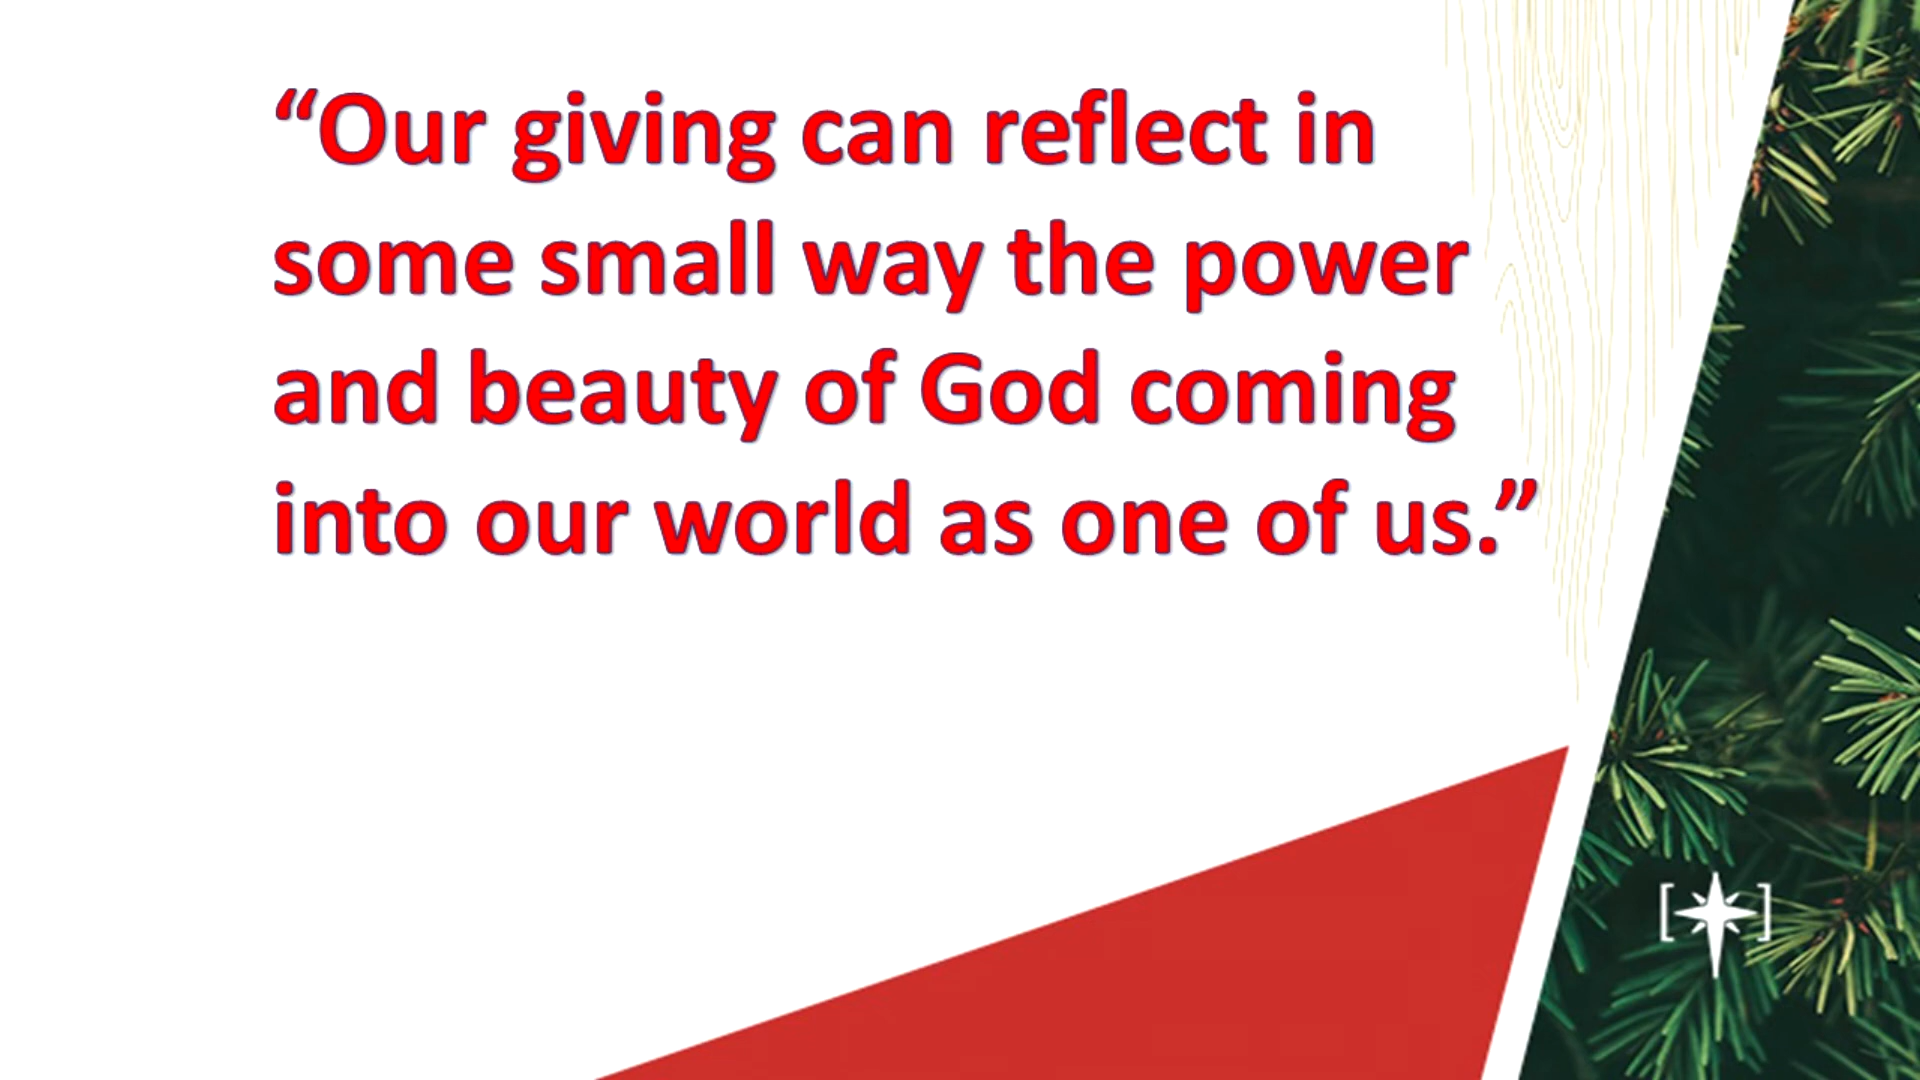 “Our giving can reflect in
some small way the power
and beauty of God coming
into our world as one of us.”